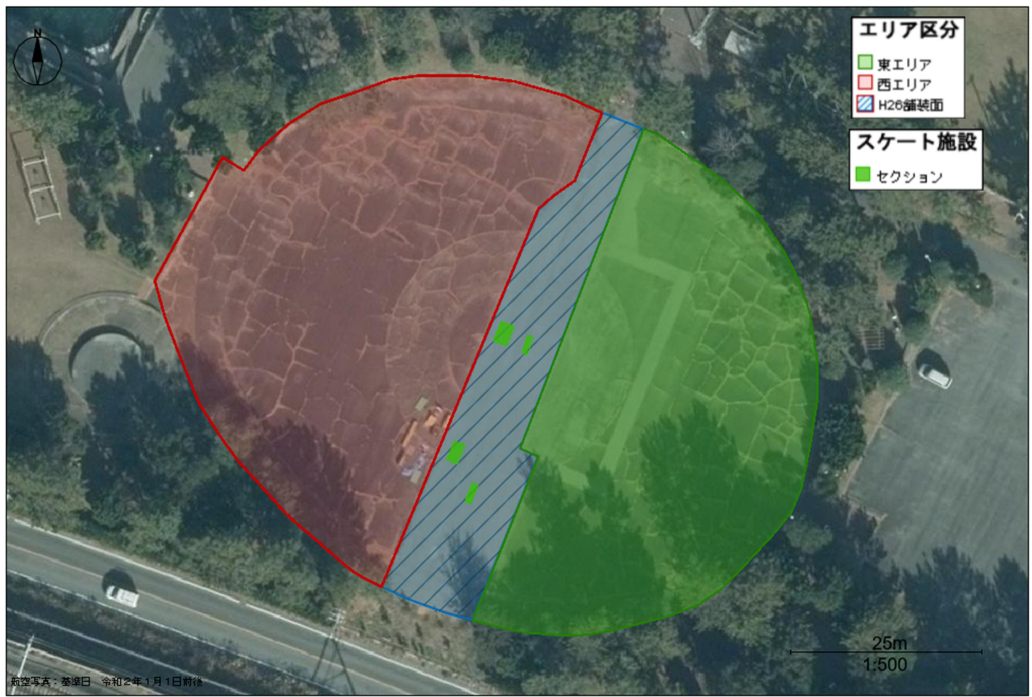 N
エリア区分
東エリア
西エリア
H26舗装面
スケート施設
セクション
25m
1:500
航空写真:基準日 令和2年1月1日前後